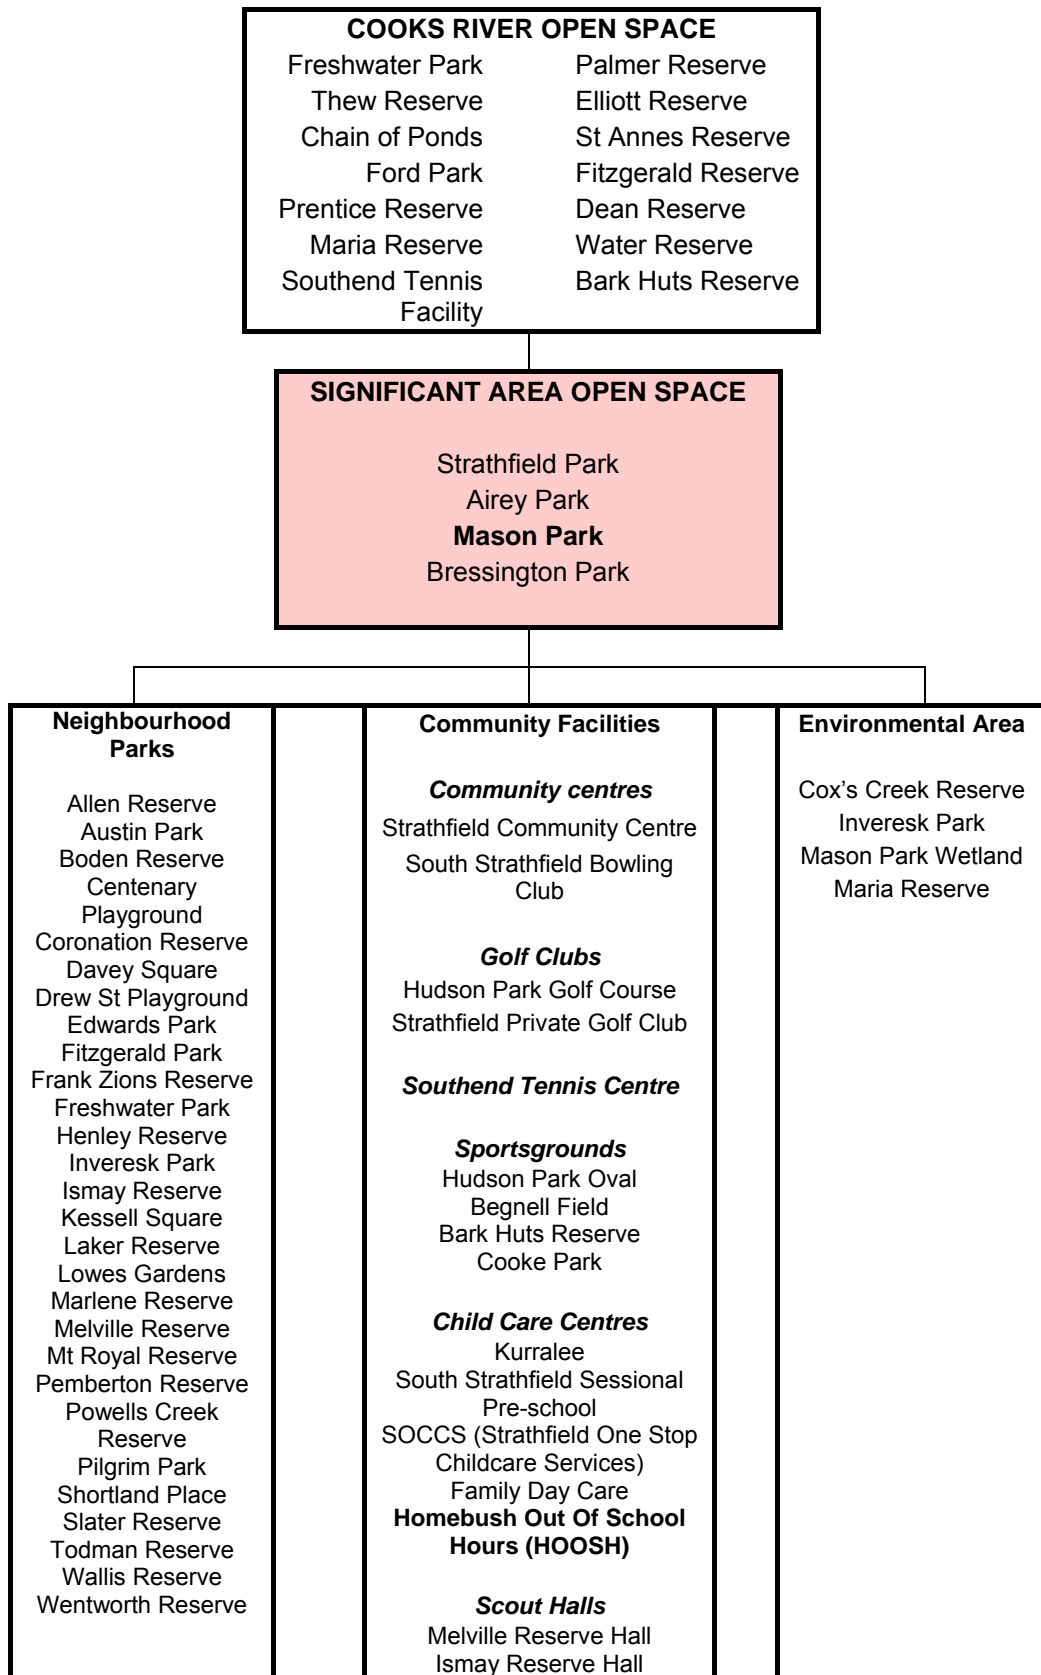 COOKS RIVER OPEN SPACE
Freshwater Park
Thew Reserve
Chain of Ponds
Ford Park
Prentice Reserve
Maria Reserve
Southend Tennis
Facility
Palmer Reserve
Elliott Reserve
St Annes Reserve
Fitzgerald Reserve
Dean Reserve
Water Reserve
Bark Huts Reserve
SIGNIFICANT AREA OPEN SPACE
Strathfield Park
Airey Park
Mason Park
Bressington Park
Neighbourhood
Parks
Allen Reserve
Austin Park
Boden Reserve
Centenary
Playground
Coronation Reserve
Davey Square
Drew St Playground
Edwards Park
Fitzgerald Park
Frank Zions Reserve
Freshwater Park
Henley Reserve
Inveresk Park
Ismay Reserve
Kessell Square
Laker Reserve
Lowes Gardens
Marlene Reserve
Melville Reserve
Mt Royal Reserve
Pemberton Reserve
Powells Creek
Reserve
Pilgrim Park
Shortland Place
Slater Reserve
Todman Reserve
Wallis Reserve
Wentworth Reserve
Community Facilities
Community centres
Strathfield Community Centre
South Strathfield Bowling
Club
Golf Clubs
Hudson Park Golf Course
Strathfield Private Golf Club
Southend Tennis Centre
Sportsgrounds
Hudson Park Oval
Begnell Field
Bark Huts Reserve
Cooke Park
Child Care Centres
Kurralee
South Strathfield Sessional
Pre-school
SOCCS (Strathfield One Stop
Childcare Services)
Family Day Care
Homebush Out Of School
Hours (HOOSH)
Scout Halls
Melville Reserve Hall
Ismay Reserve Hall
Environmental Area
Cox's Creek Reserve
Inveresk Park
Mason Park Wetland
Maria Reserve